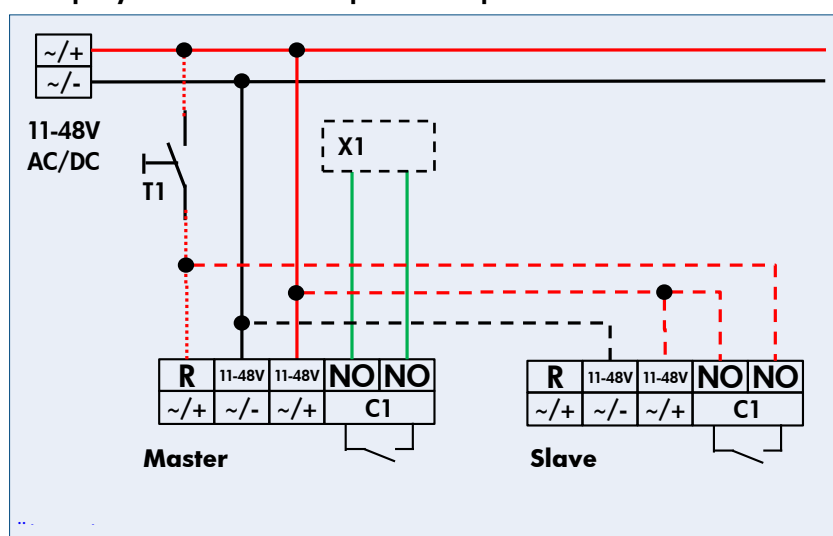 ~/+
~/-
11-48V
AC/DC
T1
X1
R 11-48V 11-48V NO NO
~/+ ~/- ~/+ C1
Master
R 11-48V 11-48V NO NO
~/+ ~/- ~/+ C1
Slave